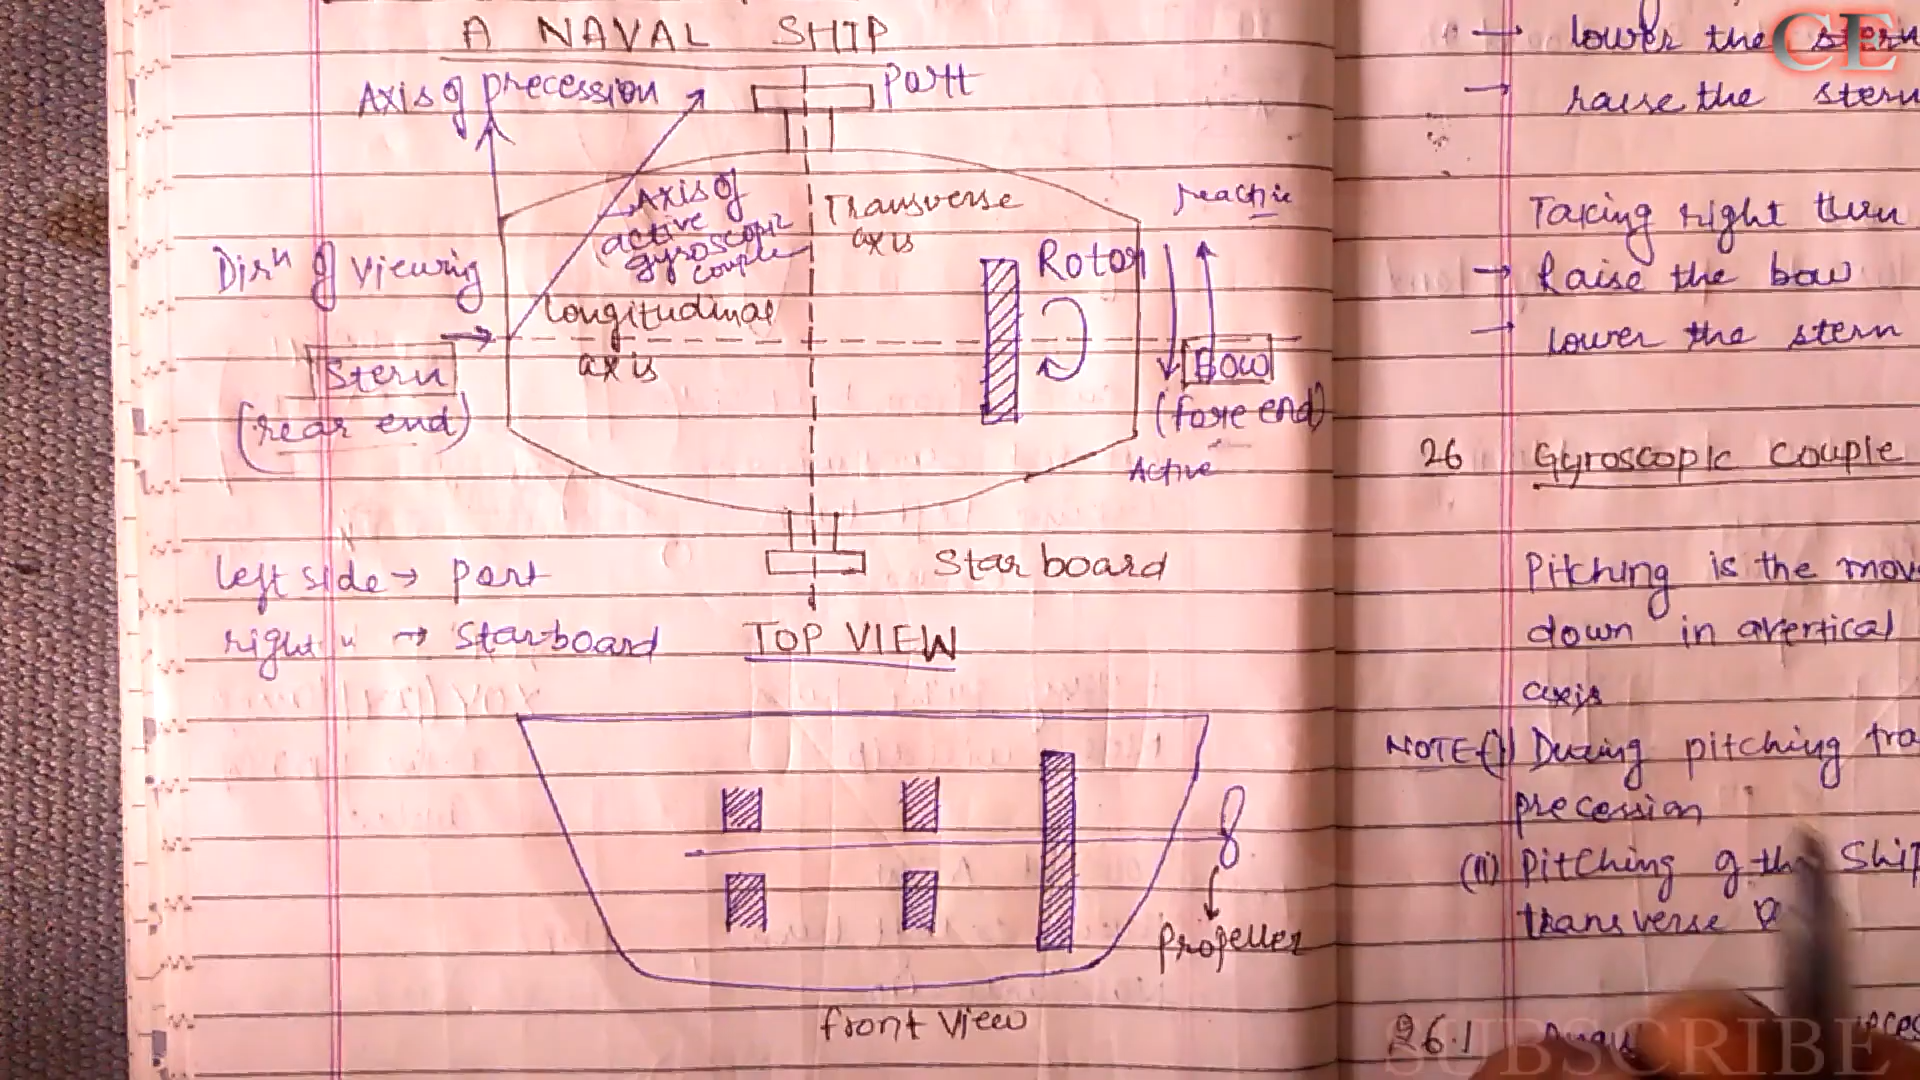 A NAVAL SHIP
Axis of precession
Port
Axis of
active
gyroscopic
couple
Transverse
axis
reactive
Dirn of viewing
Rotor
longitudinal
axis
Stern
(rear end)
Bow
(fore end)
Active
left side → port
right " → starboard
Star board
TOP VIEW
Propeller
front view
→ lower the stern
→ raise the stern
CE
Taking right turn
→ Raise the bow
→ lower the stern
26 Gyroscopic couple
Pitching is the mov
down in a vertical
axis
NOTE-(i) During pitching tra
precession
(ii) Pitching of the Ship
transverse
26.1
SUBSCRIBE